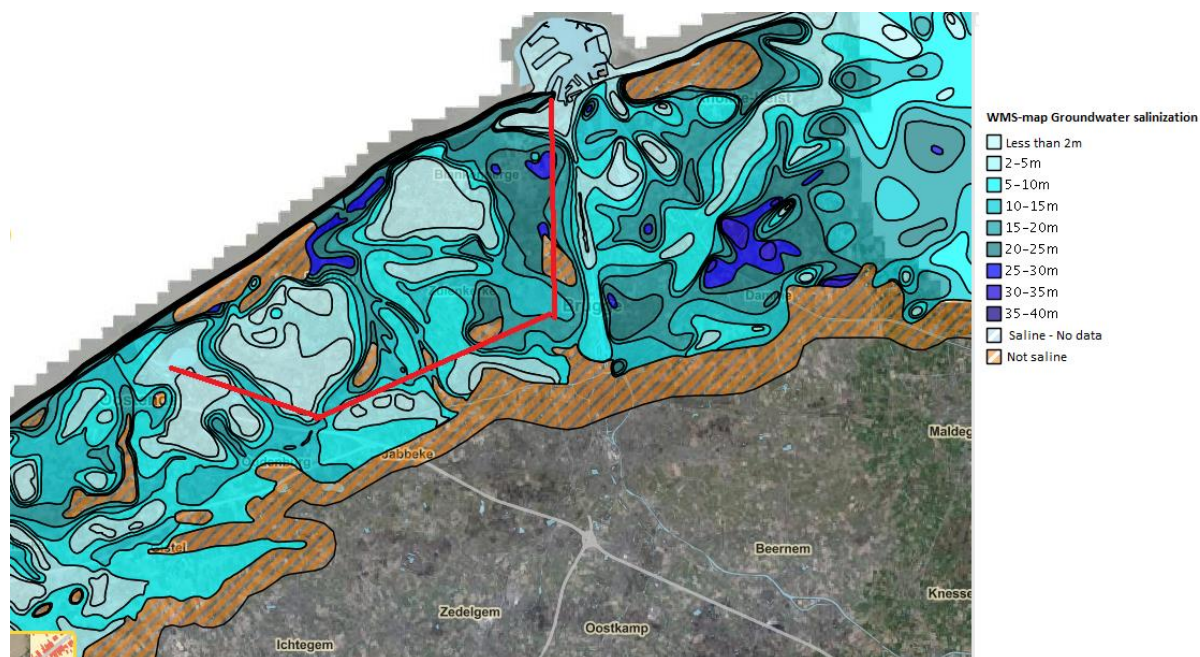 WMS-map Groundwater salinization
Less than 2m
2-5m
5-10m
10-15m
15-20m
20-25m
25-30m
30-35m
35-40m
Saline - No data
Not saline
Brugge
Jabbeke
Maldeg
Beernem
Knesse
Zedelgem
Oostkamp
Ichtegem